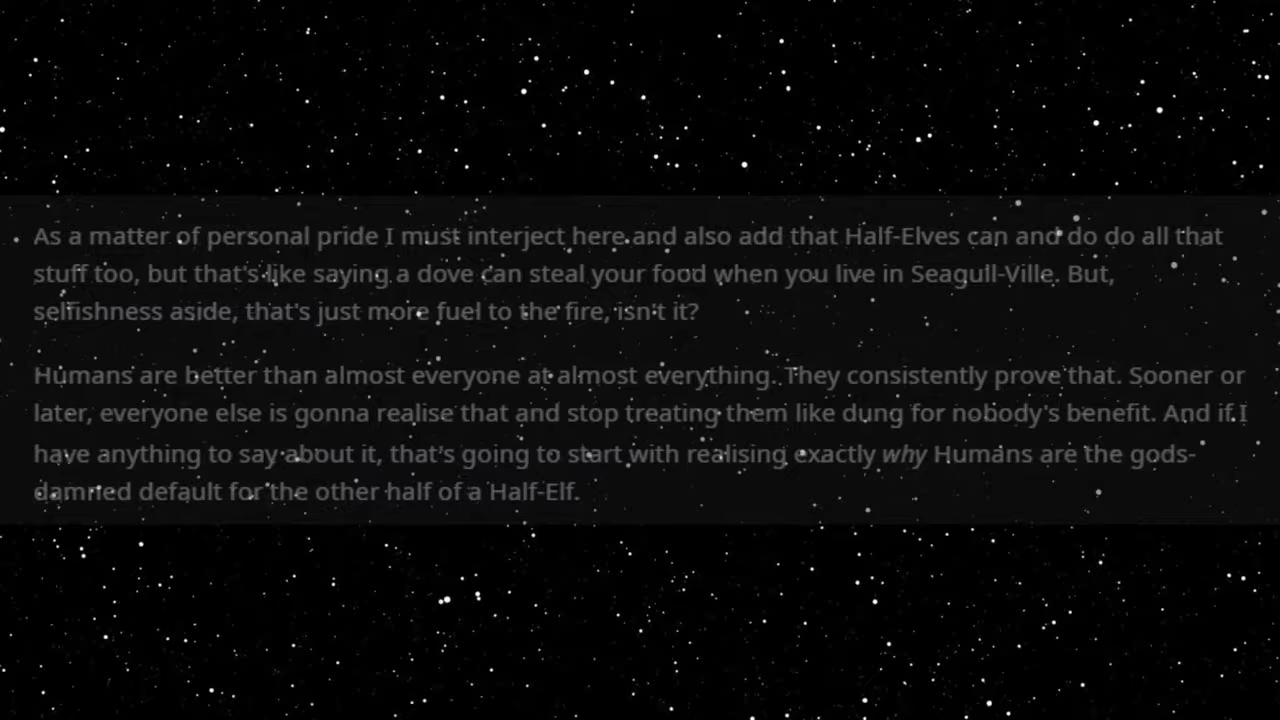 As a matter of personal pride I must interject here and also add that Half-Elves can and do do all that
stuff too, but that's like saying a dove can steal your food when you live in Seagull-Ville. But,
selfishness aside, that's just more fuel to the fire, isn't it?
Humans are better than almost everyone at almost everything. They consistently prove that. Sooner or
later, everyone else is gonna realise that and stop treating them like dung for nobody's benefit. And if I
have anything to say about it, that's going to start with realising exactly why Humans are the gods-
damned default for the other half of a Half-Elf.